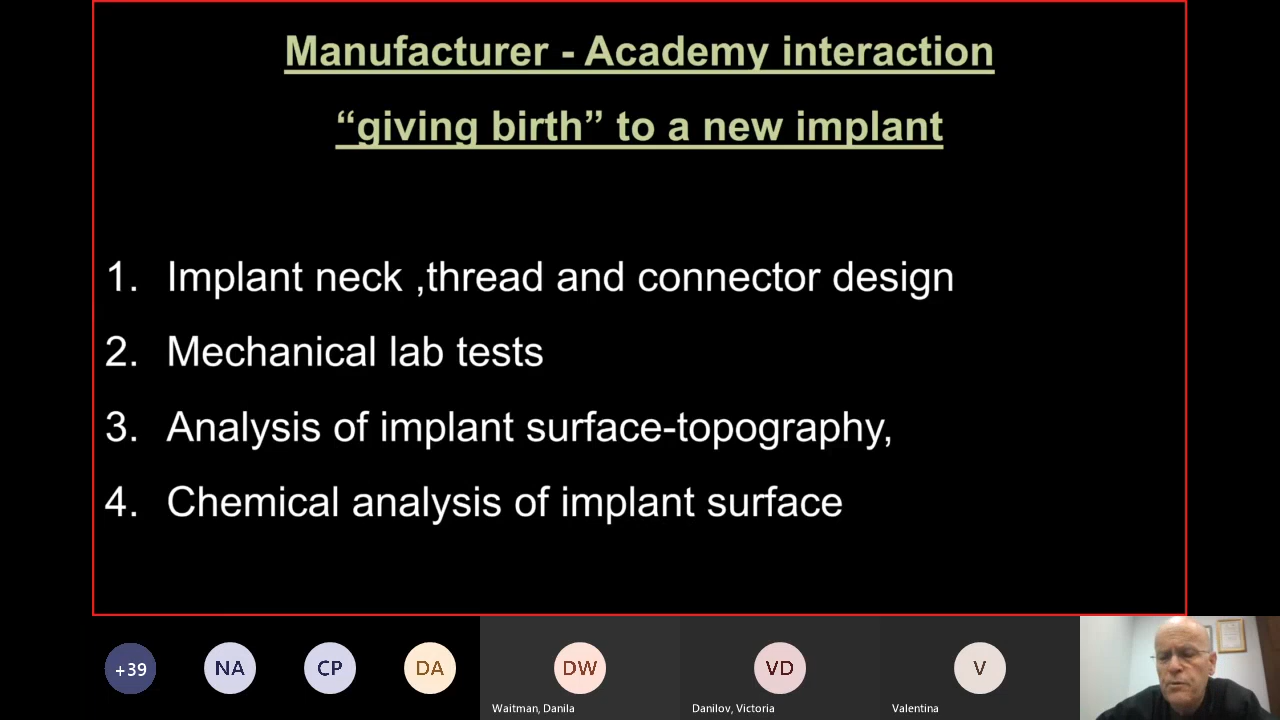 Manufacturer - Academy interaction
“giving birth” to a new implant
1. Implant neck ,thread and connector design
2. Mechanical lab tests
3. Analysis of implant surface-topography,
4. Chemical analysis of implant surface
+39
NA
CP
DA
DW
VD
V
Waitman, Danila
Danilov, Victoria
Valentina